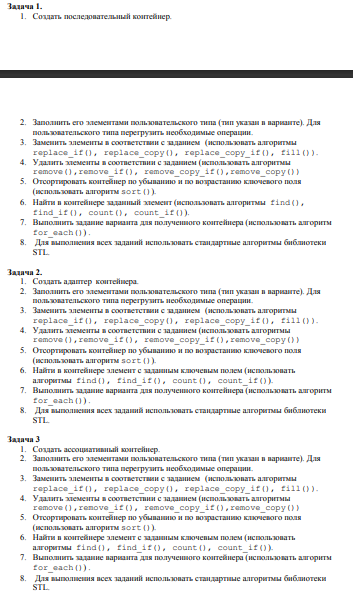 Задача 1.
1. Создать последовательный контейнер.
2. Заполнить его элементами пользовательского типа (тип указан в варианте). Для
пользовательского типа перегрузить необходимые операции.
3. Заменить элементы в соответствии с заданием (использовать алгоритмы
replace_if(), replace_copy(), replace_copy_if(), fill()).
4. Удалить элементы в соответствии с заданием (использовать алгоритмы
remove(),remove_if(), remove_copy_if(),remove_copy())
5. Отсортировать контейнер по убыванию и по возрастанию ключевого поля
(использовать алгоритм sort()).
6. Найти в контейнере заданный элемент (использовать алгоритмы find(),
find_if(), count(), count_if()).
7. Выполнить задание варианта для полученного контейнера (использовать алгоритм
for_each()).
8. Для выполнения всех заданий использовать стандартные алгоритмы библиотеки
STL.
Задача 2.
1. Создать адаптер контейнера.
2. Заполнить его элементами пользовательского типа (тип указан в варианте). Для
пользовательского типа перегрузить необходимые операции.
3. Заменить элементы в соответствии с заданием (использовать алгоритмы
replace_if(), replace_copy(), replace_copy_if(), fill()).
4. Удалить элементы в соответствии с заданием (использовать алгоритмы
remove(),remove_if(), remove_copy_if(),remove_copy())
5. Отсортировать контейнер по убыванию и по возрастанию ключевого поля
(использовать алгоритм sort()).
6. Найти в контейнере элемент с заданным ключевым полем (использовать
алгоритмы find(), find_if(), count(), count_if()).
7. Выполнить задание варианта для полученного контейнера (использовать алгоритм
for_each()).
8. Для выполнения всех заданий использовать стандартные алгоритмы библиотеки
STL.
Задача 3
1. Создать ассоциативный контейнер.
2. Заполнить его элементами пользовательского типа (тип указан в варианте). Для
пользовательского типа перегрузить необходимые операции.
3. Заменить элементы в соответствии с заданием (использовать алгоритмы
replace_if(), replace_copy(), replace_copy_if(), fill()).
4. Удалить элементы в соответствии с заданием (использовать алгоритмы
remove(),remove_if(), remove_copy_if(),remove_copy())
5. Отсортировать контейнер по убыванию и по возрастанию ключевого поля
(использовать алгоритм sort()).
6. Найти в контейнере элемент с заданным ключевым полем (использовать
алгоритмы find(), find_if(), count(), count_if()).
7. Выполнить задание варианта для полученного контейнера (использовать алгоритм
for_each()).
8. Для выполнения всех заданий использовать стандартные алгоритмы библиотеки
STL.